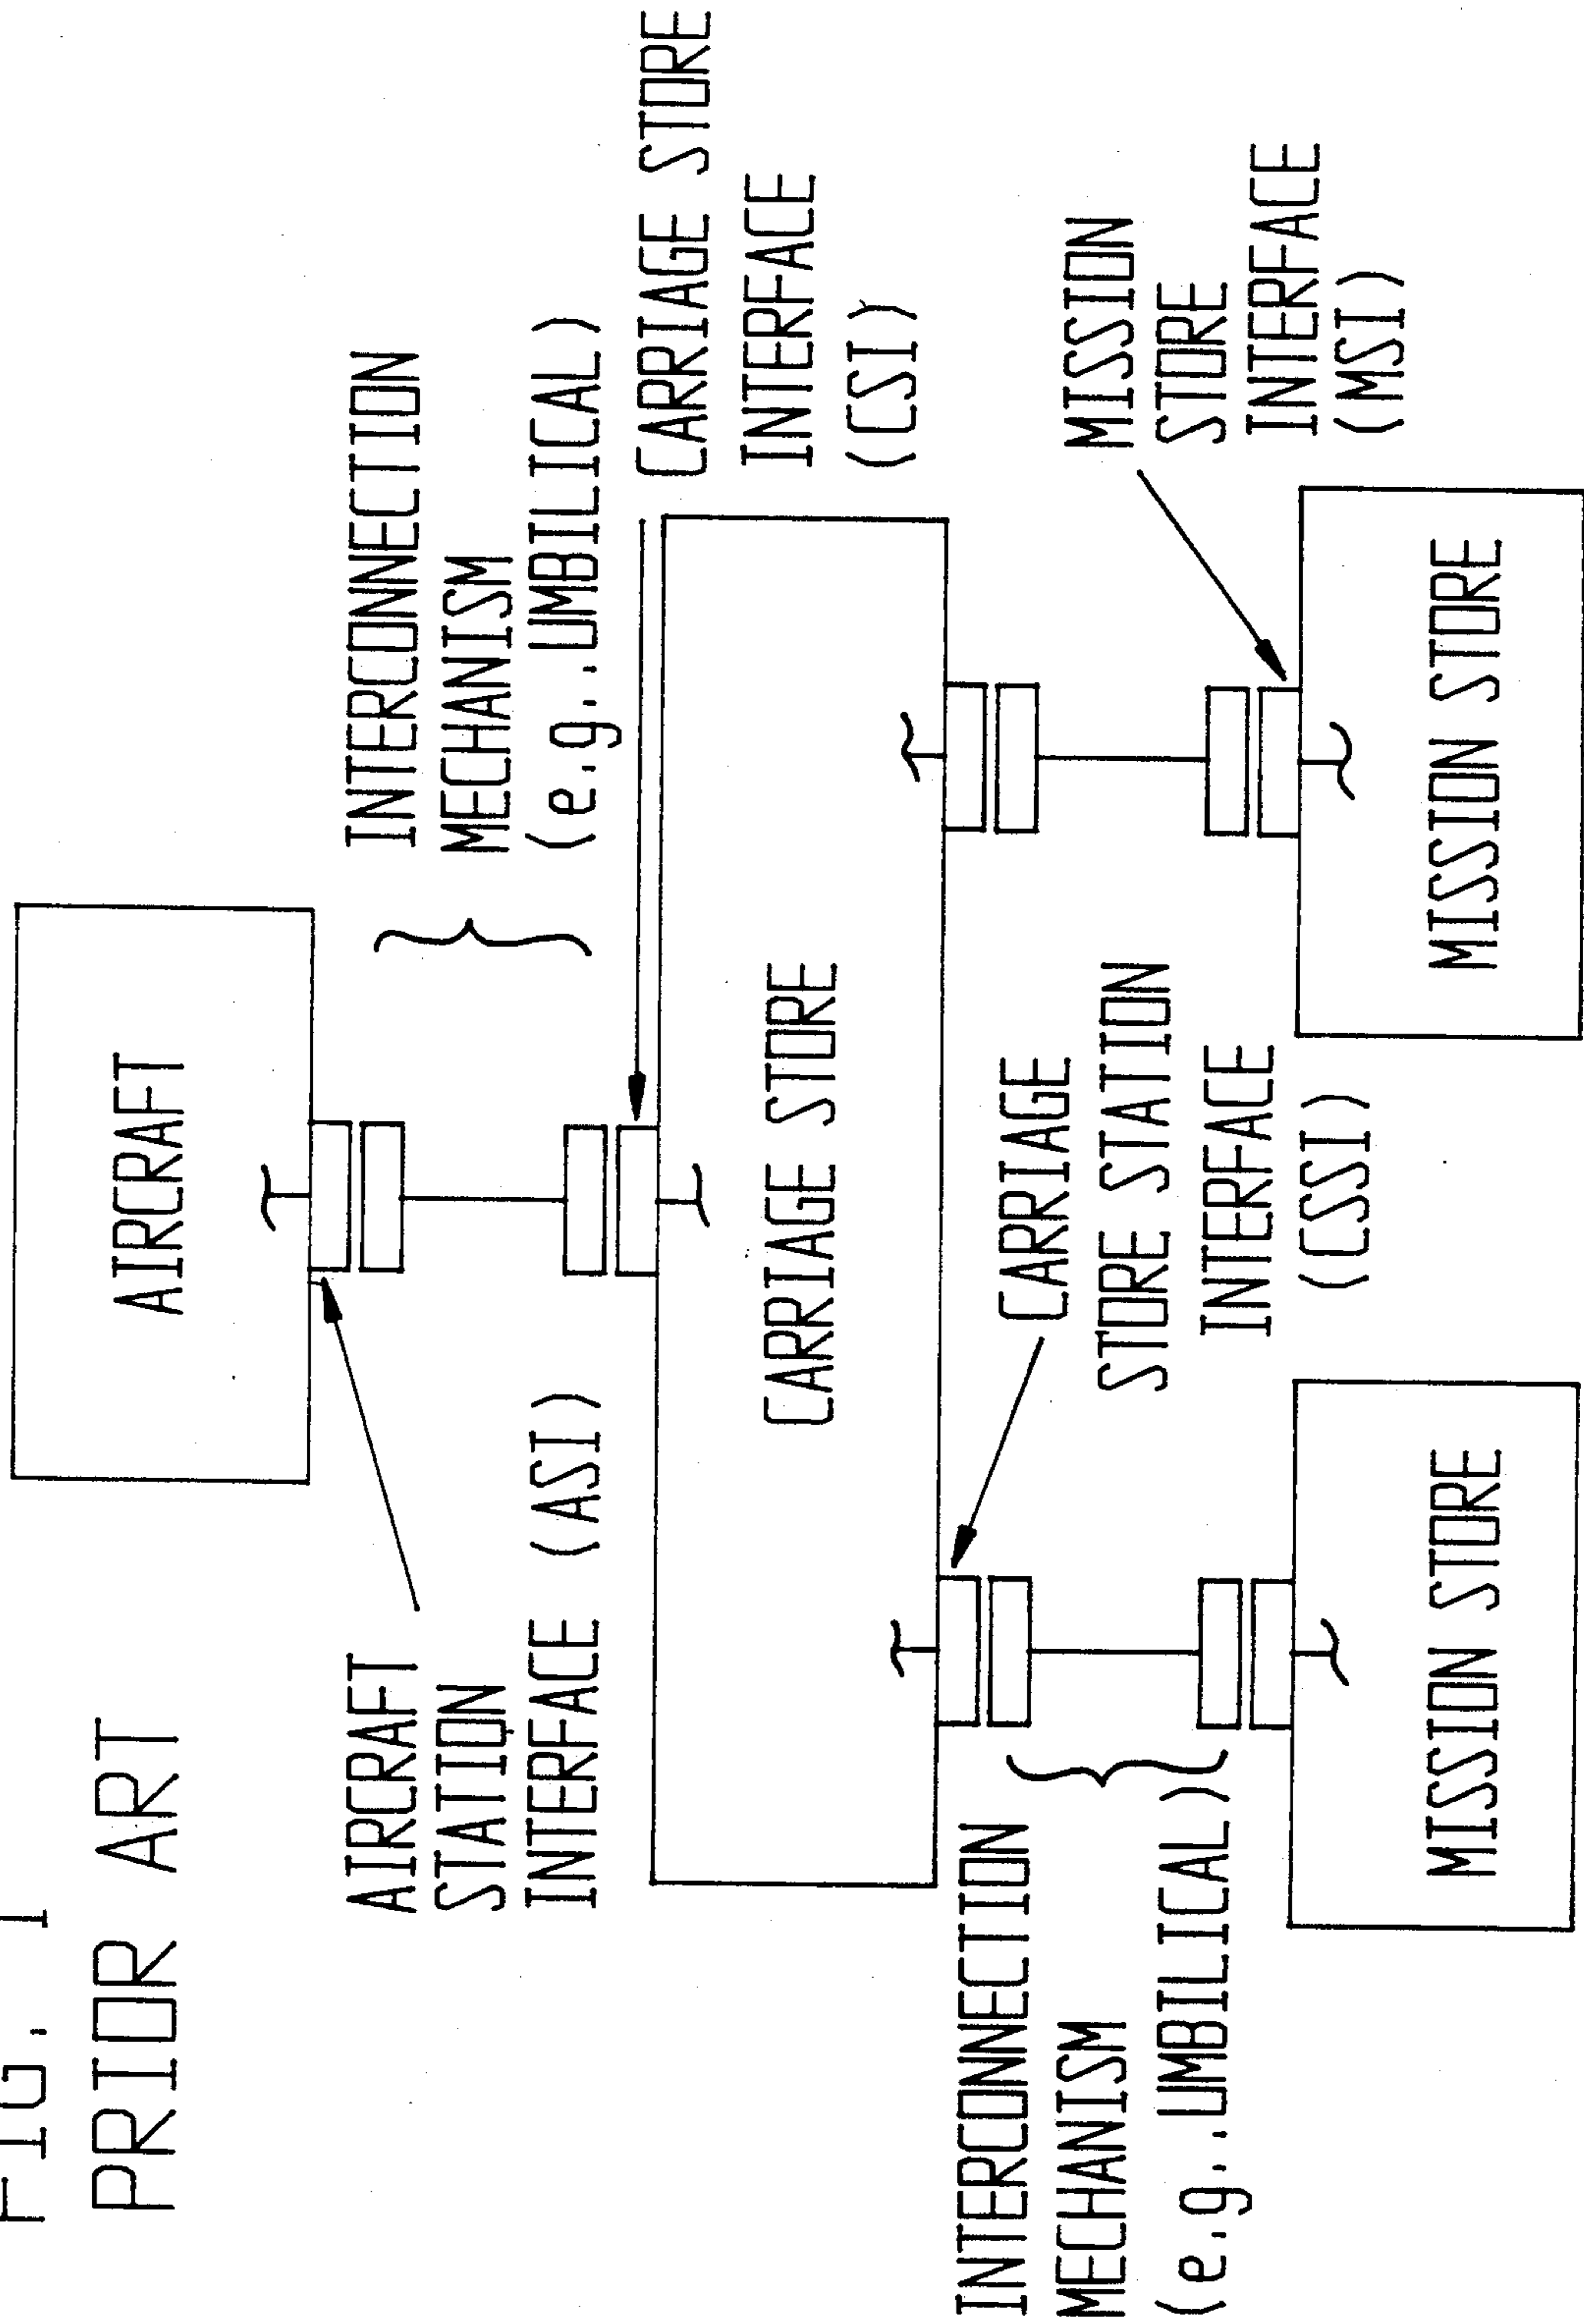 FIG. 1
PRIOR ART
AIRCRAFT
AIRCRAFT
STATION
INTERFACE (ASI)
INTERCONNECTION
MECHANISM
(e.g.,UMBILICAL)
CARRIAGE STORE
INTERFACE
(CSI)
CARRIAGE STORE
INTERCONNECTION
MECHANISM
(e.g.,UMBILICAL)
CARRIAGE
STORE STATION
INTERFACE
(CSSI)
MISSION
STORE
INTERFACE
(MSI)
MISSION STORE
MISSION STORE